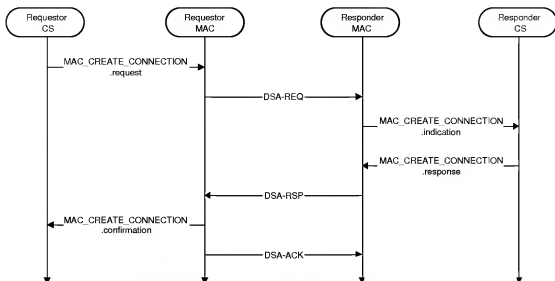 Requestor
CS
Requestor
MAC
Responder
MAC
Responder
CS
MAC_CREATE_CONNECTION
.request
DSA-REQ
MAC_CREATE_CONNECTION
.indication
MAC_CREATE_CONNECTION
.response
DSA-RSP
MAC_CREATE_CONNECTION
.confirmation
DSA-ACK